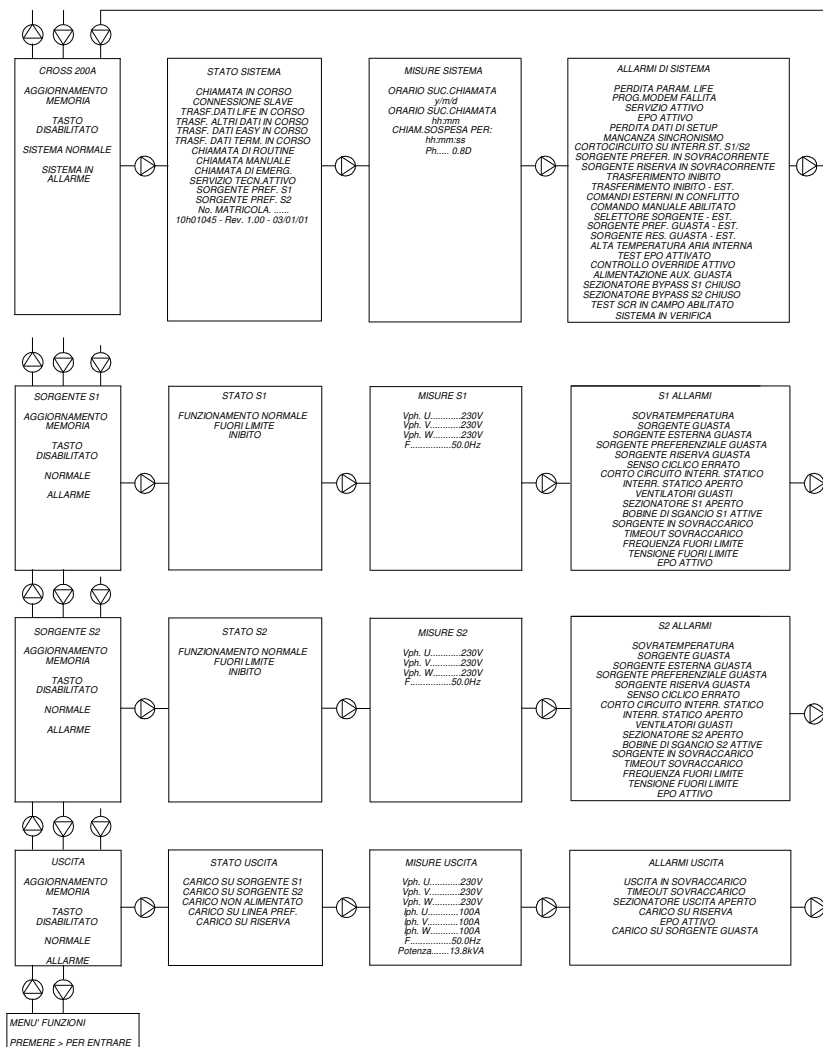 CROSS 200A
AGGIORNAMENTO
MEMORIA
TASTO
DISABILITATO
SISTEMA NORMALE
SISTEMA IN
ALLARME
STATO SISTEMA
CHIAMATA IN CORSO
CONNESSIONE SLAVE
TRASF.DATI LIFE IN CORSO
TRASF. ALTRI DATI IN CORSO
TRASF. DATI EASY IN CORSO
TRASF. DATI TERM. IN CORSO
CHIAMATA DI ROUTINE
CHIAMATA MANUALE
CHIAMATA DI EMERG.
SERVIZIO TECN.ATTIVO
SORGENTE PREF. S1
SORGENTE PREF. S2
No. MATRICOLA. ......
10h01045 - Rev. 1.00 - 03/01/01
MISURE SISTEMA
ORARIO SUC.CHIAMATA
y/m/d
ORARIO SUC.CHIAMATA
hh:mm
CHIAM.SOSPESA PER:
hh:mm:ss
Ph..... 0.8D
ALLARMI DI SISTEMA
PERDITA PARAM. LIFE
PROG.MODEM FALLITA
SERVIZIO ATTIVO
EPO ATTIVO
PERDITA DATI DI SETUP
MANCANZA SINCRONISMO
CORTOCIRCUITO SU INTERR.ST. S1/S2
SORGENTE PREFER. IN SOVRACORRENTE
SORGENTE RISERVA IN SOVRACORRENTE
TRASFERIMENTO INIBITO
TRASFERIMENTO INIBITO - EST.
COMANDI ESTERNI IN CONFLITTO
COMANDO MANUALE ABILITATO
SELETTORE SORGENTE - EST.
SORGENTE PREF. GUASTA - EST.
SORGENTE RES. GUASTA - EST.
ALTA TEMPERATURA ARIA INTERNA
TEST EPO ATTIVATO
CONTROLLO OVERRIDE ATTIVO
ALIMENTAZIONE AUX. GUASTA
SEZIONATORE BYPASS S1 CHIUSO
SEZIONATORE BYPASS S2 CHIUSO
TEST SCR IN CAMPO ABILITATO
SISTEMA IN VERIFICA
SORGENTE S1
AGGIORNAMENTO
MEMORIA
TASTO
DISABILITATO
NORMALE
ALLARME
STATO S1
FUNZIONAMENTO NORMALE
FUORI LIMITE
INIBITO
MISURE S1
Vph. U............230V
Vph. V............230V
Vph. W...........230V
F.................50.0Hz
S1 ALLARMI
SOVRATEMPERATURA
SORGENTE GUASTA
SORGENTE ESTERNA GUASTA
SORGENTE PREFERENZIALE GUASTA
SORGENTE RISERVA GUASTA
SENSO CICLICO ERRATO
CORTO CIRCUITO INTERR. STATICO
INTERR. STATICO APERTO
VENTILATORI GUASTI
SEZIONATORE S1 APERTO
BOBINE DI SGANCIO S1 ATTIVE
SORGENTE IN SOVRACCARICO
TIMEOUT SOVRACCARICO
FREQUENZA FUORI LIMITE
TENSIONE FUORI LIMITE
EPO ATTIVO
SORGENTE S2
AGGIORNAMENTO
MEMORIA
TASTO
DISABILITATO
NORMALE
ALLARME
STATO S2
FUNZIONAMENTO NORMALE
FUORI LIMITE
INIBITO
MISURE S2
Vph. U............230V
Vph. V............230V
Vph. W...........230V
F.................50.0Hz
S2 ALLARMI
SOVRATEMPERATURA
SORGENTE GUASTA
SORGENTE ESTERNA GUASTA
SORGENTE PREFERENZIALE GUASTA
SORGENTE RISERVA GUASTA
SENSO CICLICO ERRATO
CORTO CIRCUITO INTERR. STATICO
INTERR. STATICO APERTO
VENTILATORI GUASTI
SEZIONATORE S2 APERTO
BOBINE DI SGANCIO S2 ATTIVE
SORGENTE IN SOVRACCARICO
TIMEOUT SOVRACCARICO
FREQUENZA FUORI LIMITE
TENSIONE FUORI LIMITE
EPO ATTIVO
USCITA
AGGIORNAMENTO
MEMORIA
TASTO
DISABILITATO
NORMALE
ALLARME
STATO USCITA
CARICO SU SORGENTE S1
CARICO SU SORGENTE S2
CARICO NON ALIMENTATO
CARICO SU LINEA PREF.
CARICO SU RISERVA
MISURE USCITA
Vph. U............230V
Vph. V............230V
Vph. W...........230V
Iph. U............100A
Iph. V............100A
Iph. W...........100A
F.................50.0Hz
Potenza.......13.8kVA
ALLARMI USCITA
USCITA IN SOVRACCARICO
TIMEOUT SOVRACCARICO
SEZIONATORE USCITA APERTO
CARICO SU RISERVA
EPO ATTIVO
CARICO SU SORGENTE GUASTA
MENU' FUNZIONI
PREMERE > PER ENTRARE